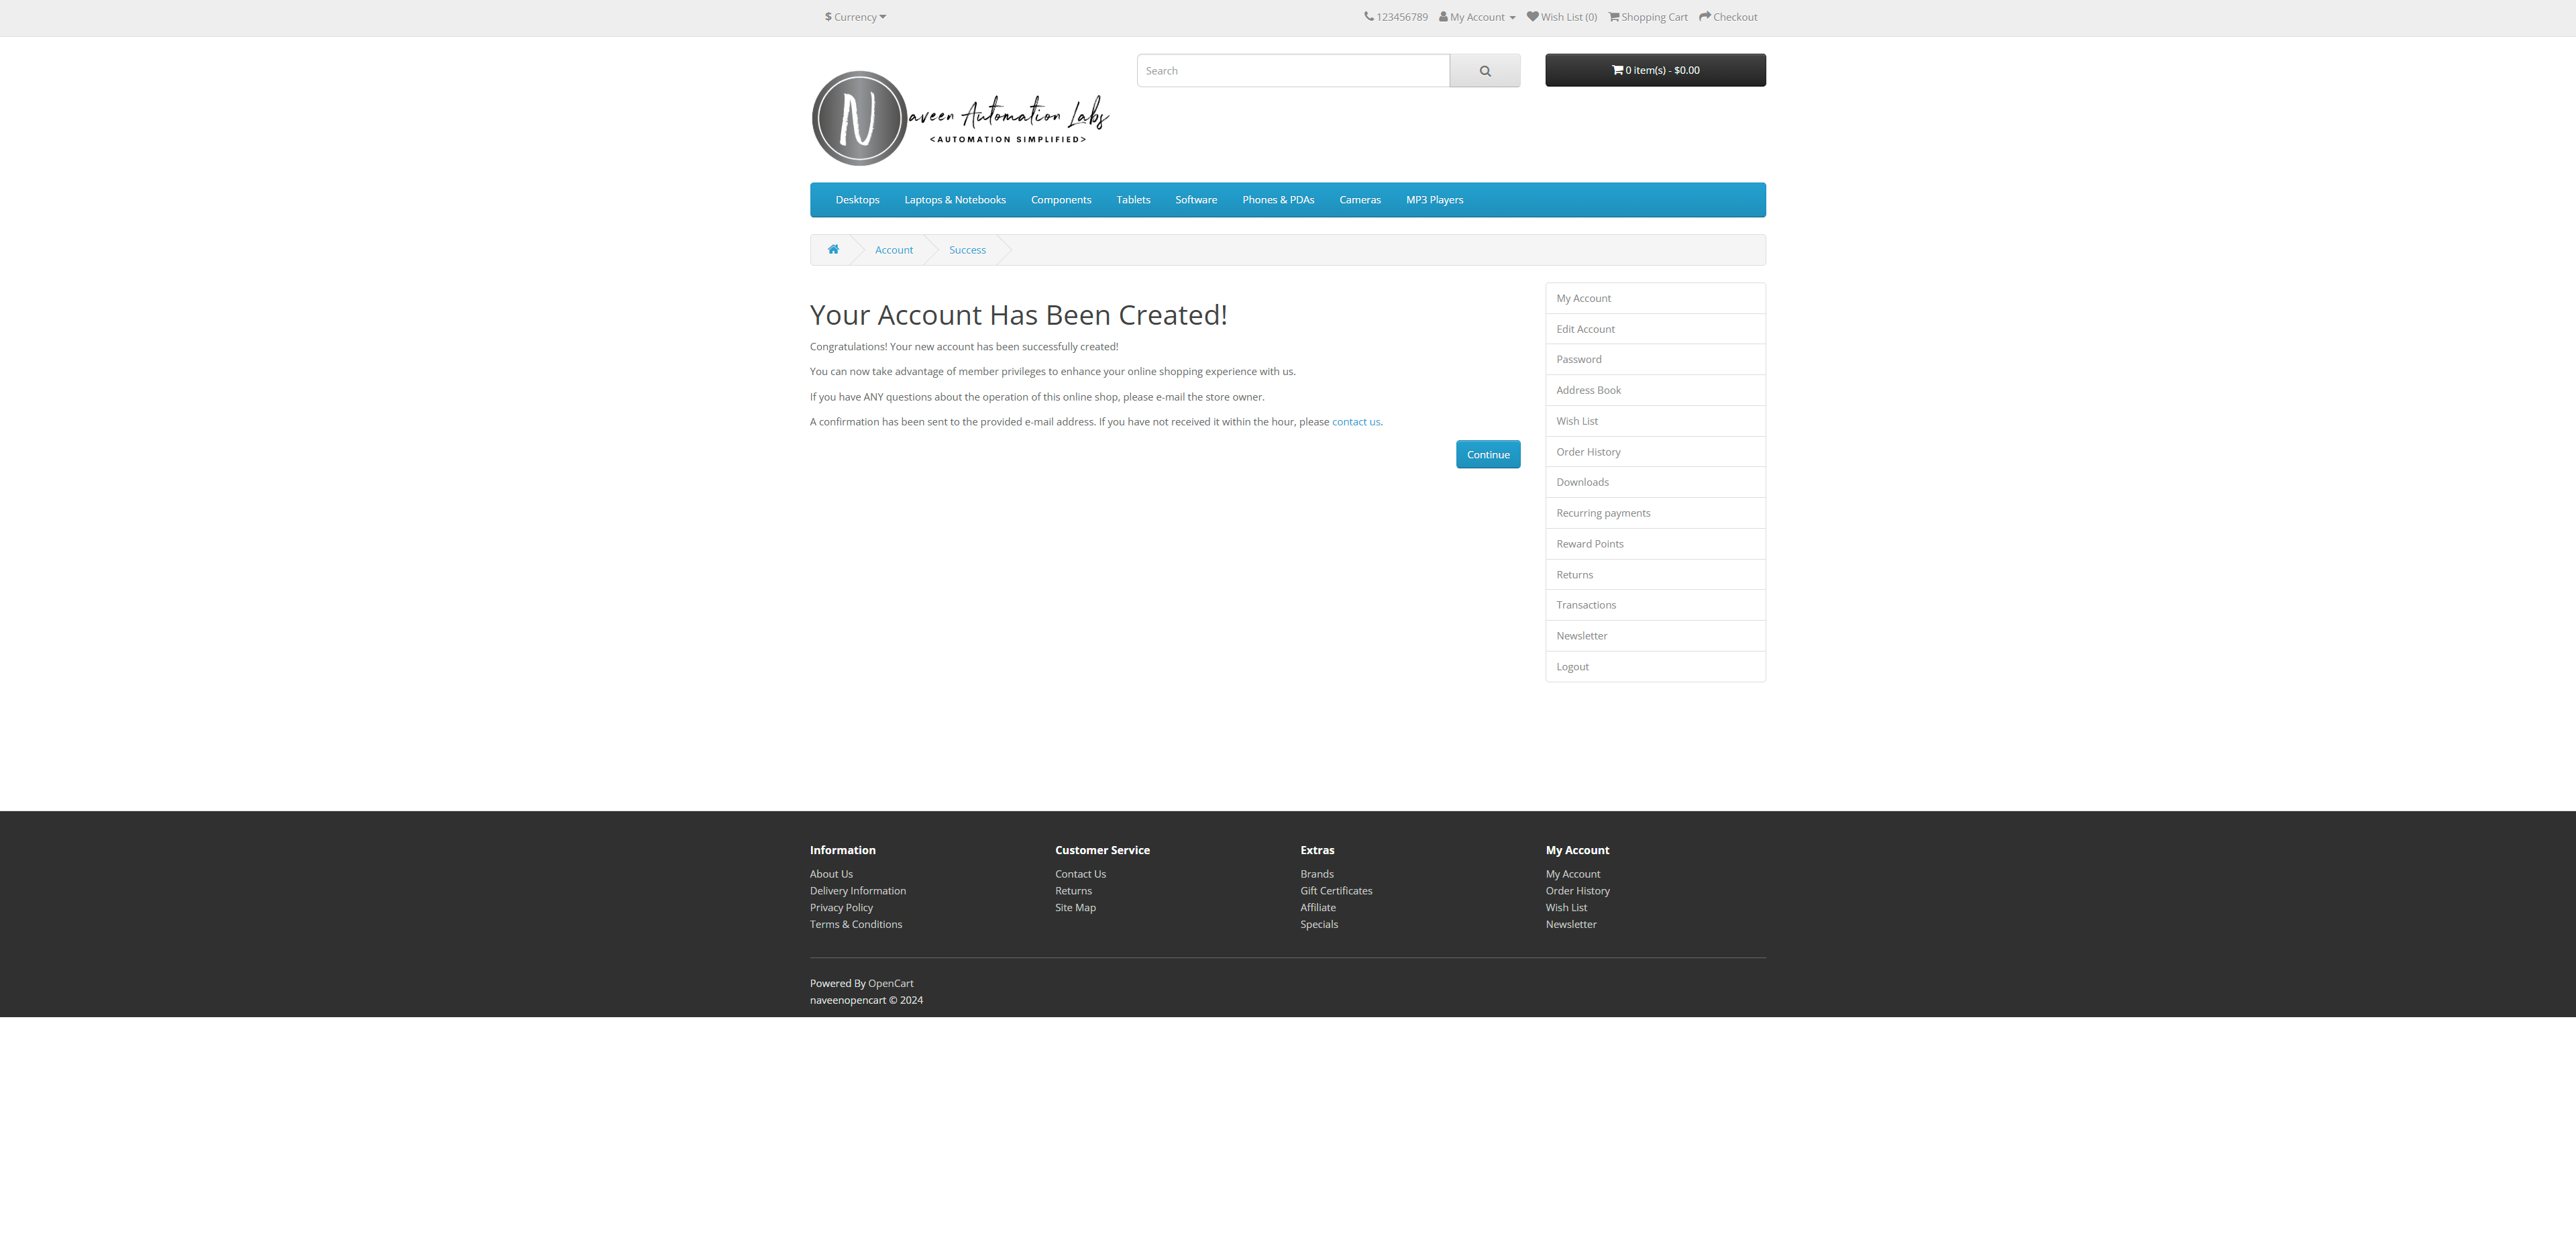 $ Currency
123456789 My Account Wish List (0) Shopping Cart Checkout
Naveen Automation Labs
<AUTOMATION SIMPLIFIED>
Search
0 item(s) - $0.00
Desktops Laptops & Notebooks Components Tablets Software Phones & PDAs Cameras MP3 Players
Account Success
Your Account Has Been Created!
Congratulations! Your new account has been successfully created!
You can now take advantage of member privileges to enhance your online shopping experience with us.
If you have ANY questions about the operation of this online shop, please e-mail the store owner.
A confirmation has been sent to the provided e-mail address. If you have not received it within the hour, please contact us.
Continue
My Account
Edit Account
Password
Address Book
Wish List
Order History
Downloads
Recurring payments
Reward Points
Returns
Transactions
Newsletter
Logout
Information
About Us
Delivery Information
Privacy Policy
Terms & Conditions
Customer Service
Contact Us
Returns
Site Map
Extras
Brands
Gift Certificates
Affiliate
Specials
My Account
My Account
Order History
Wish List
Newsletter
Powered By OpenCart
naveenopencart © 2024